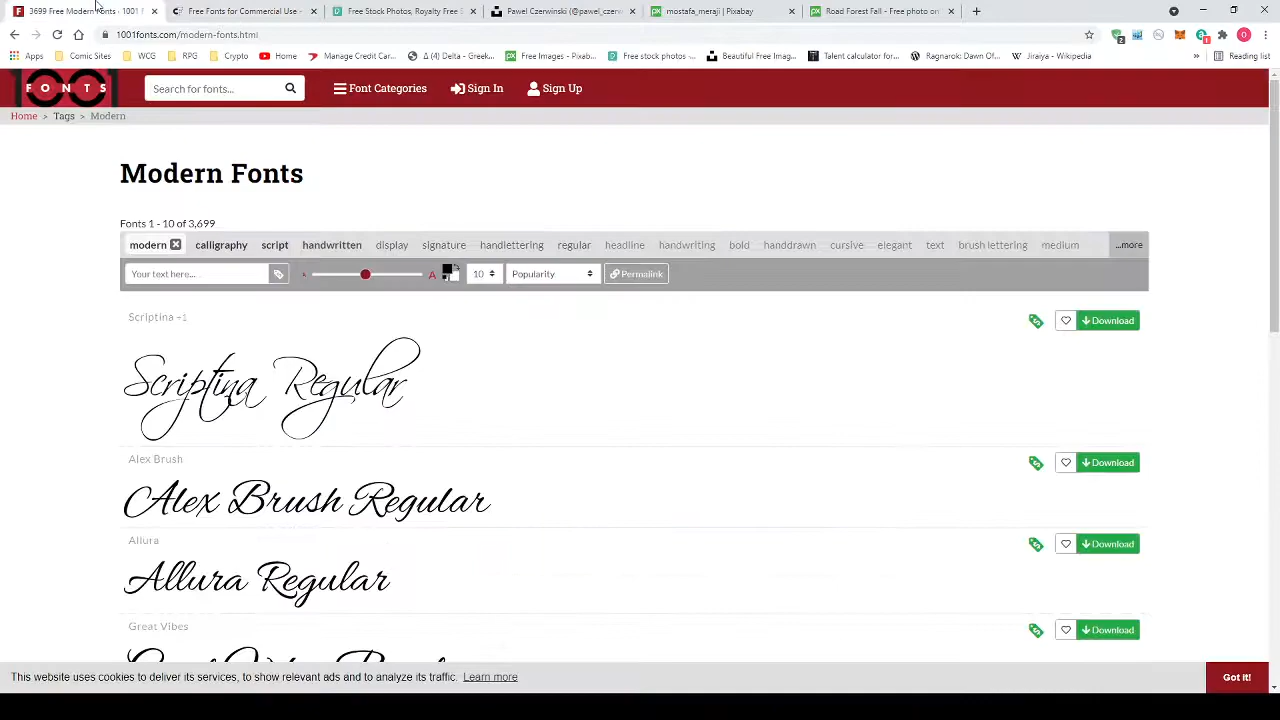 3699 Free Modern Fonts · 1001 F
Free Fonts for Commercial Use -
Free Stock Photos, Royalty Free S
Pawel Czerwinski (@pawel_czerw
mostafa_meraji | Pixabay
Road Forest Fall - Free photo on
1001fonts.com/modern-fonts.html
Apps
Comic Sites
WCG
RPG
Crypto
How to Transfer fro...
Manage Credit Car...
Δ (4) Delta - Greek...
Free Images - Pixab...
Free stock photos -...
Beautiful Free Imag...
Talent calculator for...
Ragnarok: Dawn Of...
Jiraiya - Wikipedia
»
Reading list
1001
FONTS
Search for fonts...
Font Categories
Sign In
Sign Up
Home > Tags > Modern
Modern Fonts
Fonts 1 - 10 of 3,699
modern calligraphy script handwritten display signature handlettering regular headline handwriting bold handdrawn cursive elegant text brush lettering medium ...more
Your text here...
A
10
Popularity
Permalink
Scriptina +1
Download
Scriptina Regular
Alex Brush
Download
Alex Brush Regular
Allura
Download
Allura Regular
Great Vibes
Download
This website uses cookies to deliver its services, to show relevant ads and to analyze its traffic. Learn more
Got it!